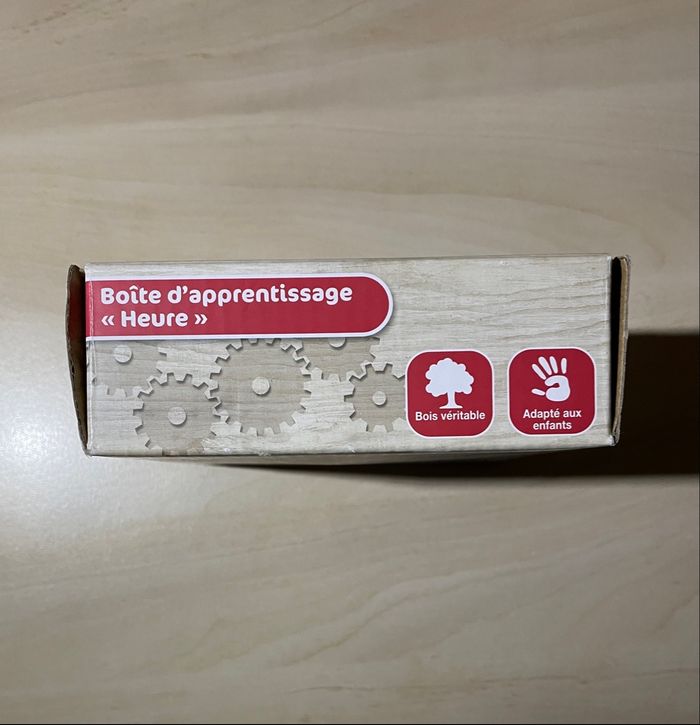 Boîte d'apprentissage
« Heure »
Bois véritable
Adapté aux
enfants